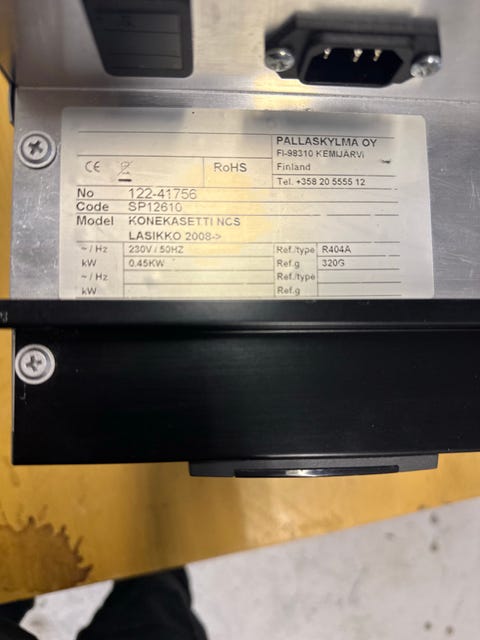 PALLASKYLMA OY
FI-98310 KEMIJÄRVI
CE RoHS Finland
Tel. +358 20 5555 12
No 122-41756
Code SP12610
Model KONEKASETTI NCS
LASIKKO 2008->
~ / Hz 230V / 50HZ Ref./type R404A
kW 0.45KW Ref.g 320G
~ / Hz Ref./type
kW Ref.g